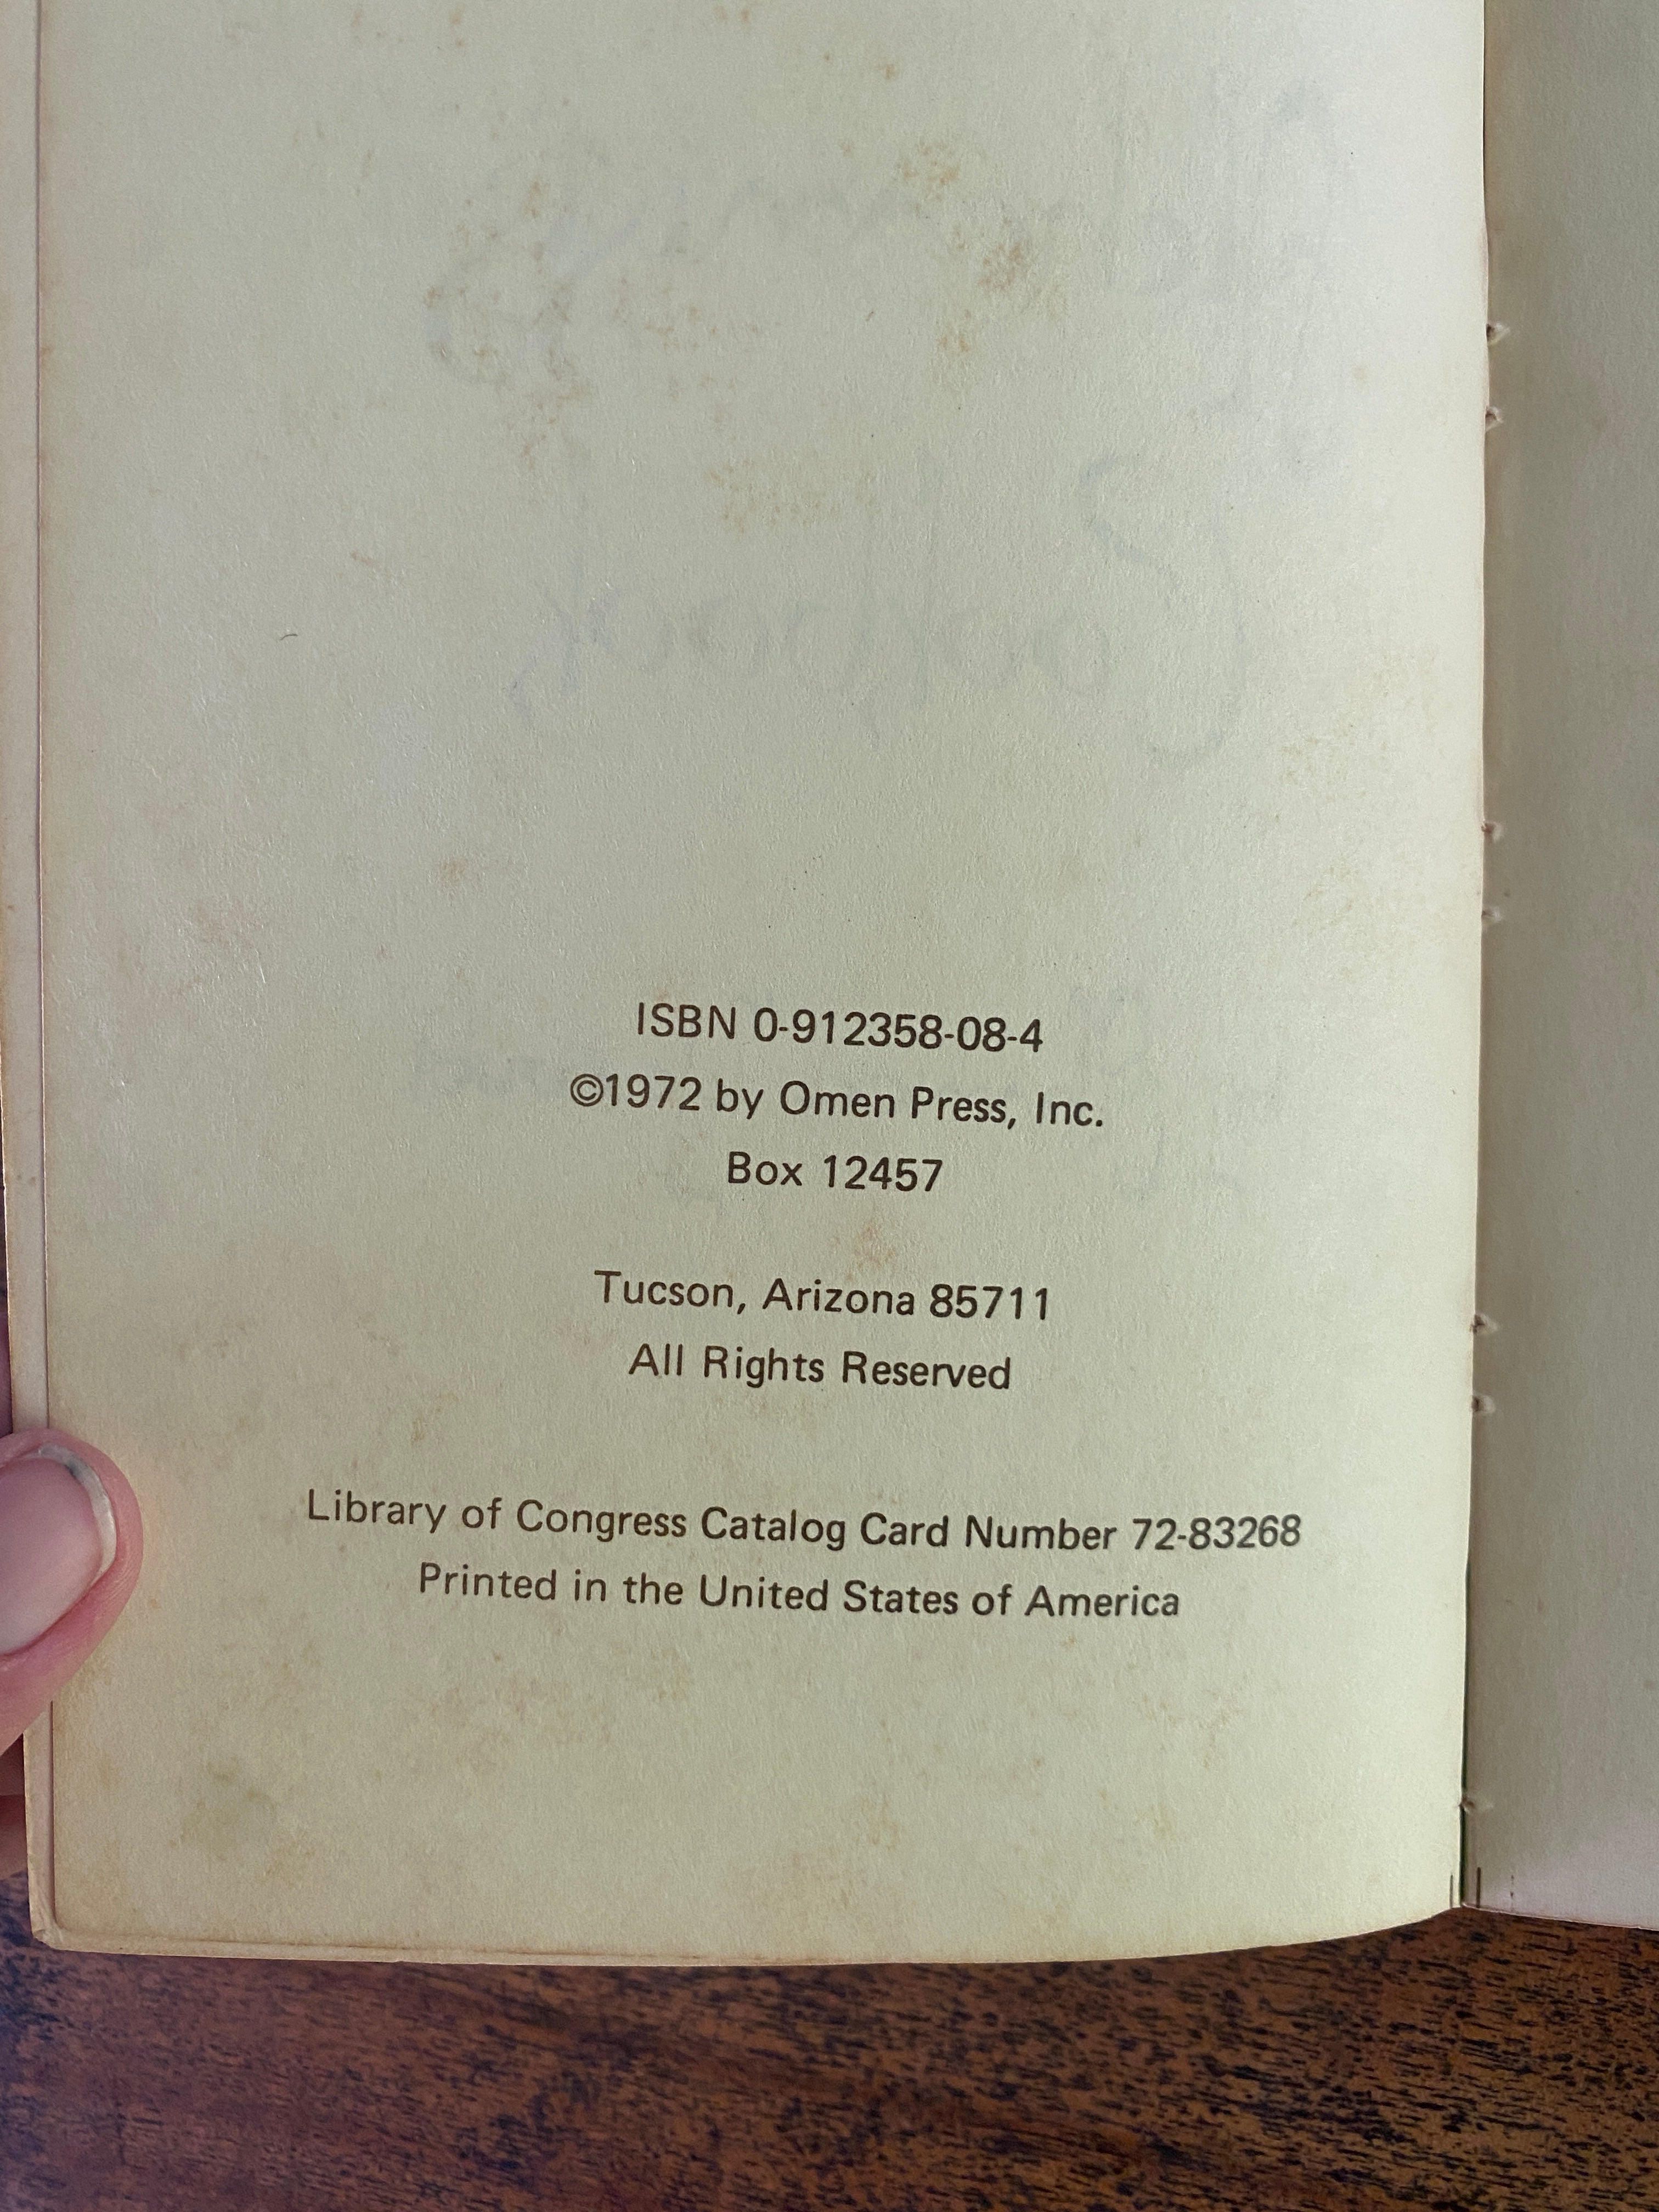 ISBN 0-912358-08-4
©1972 by Omen Press, Inc.
Box 12457
Tucson, Arizona 85711
All Rights Reserved
Library of Congress Catalog Card Number 72-83268
Printed in the United States of America